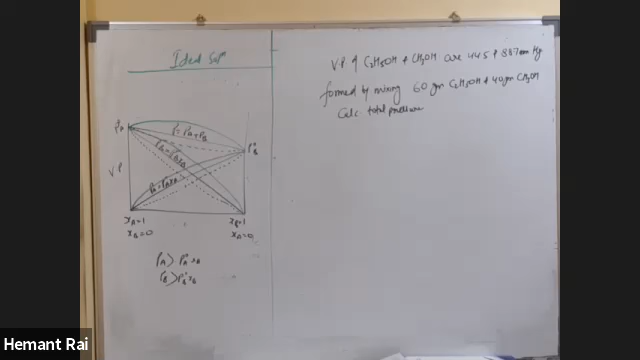 Ideal Soln
V.P of C₂H₅OH & CH₃OH are 44.5 & 88.7 mm Hg
formed by mixing 60 gm C₂H₅OH & 40 gm CH₃OH
Calc total pressure
P = PA + PB
V.P
xA=1
xB=1
xB=0
xA=0
PA >
PB >
Hemant Rai